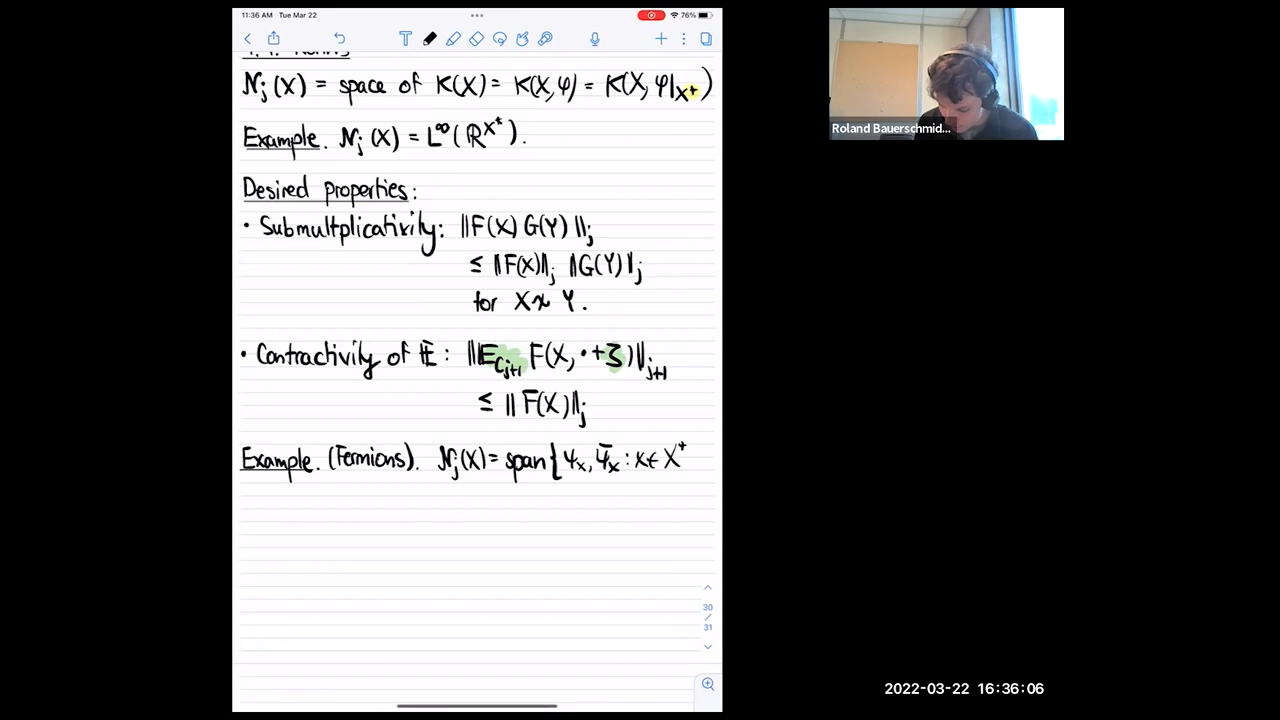 11:36 AM Tue Mar 22
76%
N_j(X) = space of K(X) = K(X, φ) = K(X, φ|_{X⁺})
Example. N_j(X) = L^∞(ℝ^{X⁺}).
Desired properties:
• Submultplicativity: ‖F(X) G(Y)‖_j
≤ ‖F(X)‖_j ‖G(Y)‖_j
for X≁Y.
• Contractivity of 𝔼: ‖𝔼_{C_{j+1}} F(X, · + ζ)‖_{j+1}
≤ ‖F(X)‖_j
Example. (Fermions). N_j(X) = span{ψ_x, ψ̄_x : x ∈ X⁺
30
/
31
Roland Bauerschmid...
2022-03-22 16:36:06